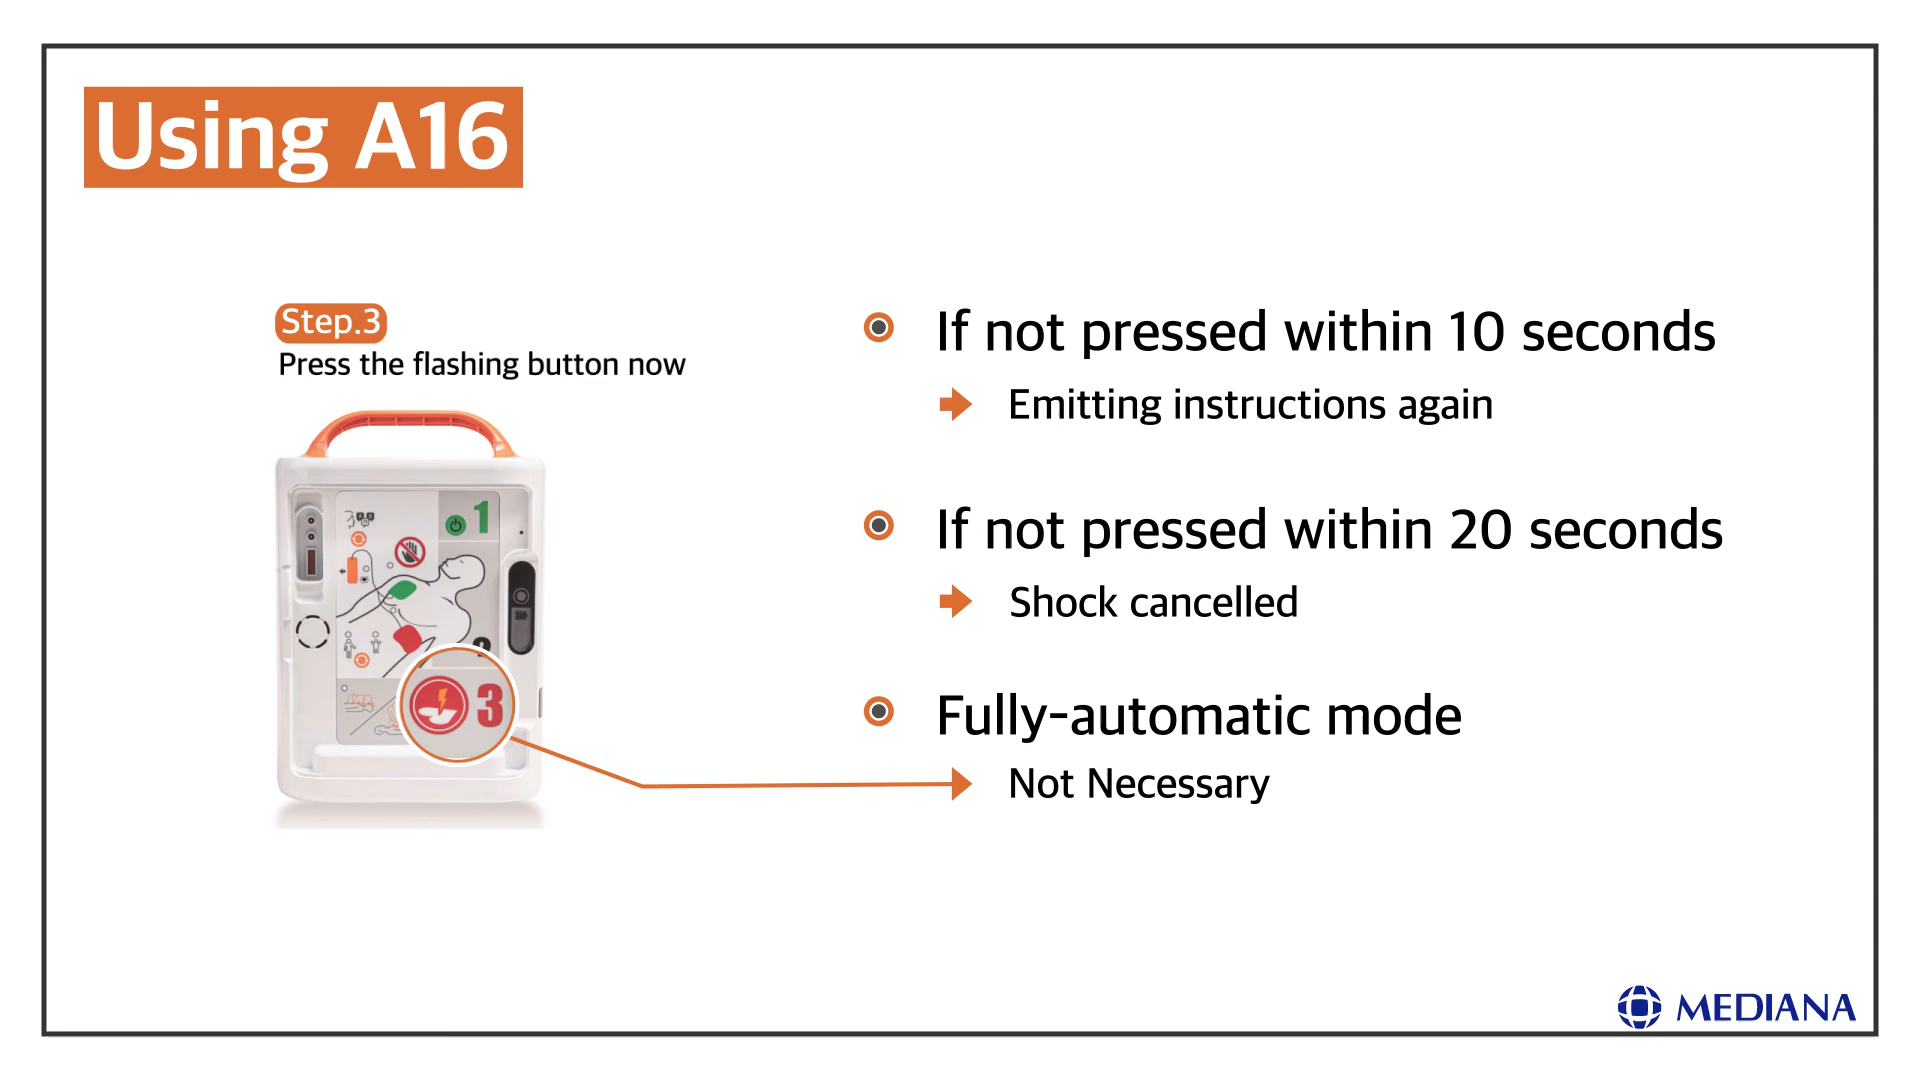 Using A16
Step.3
Press the flashing button now
1
2
3
If not pressed within 10 seconds
Emitting instructions again
If not pressed within 20 seconds
Shock cancelled
Fully-automatic mode
Not Necessary
MEDIANA